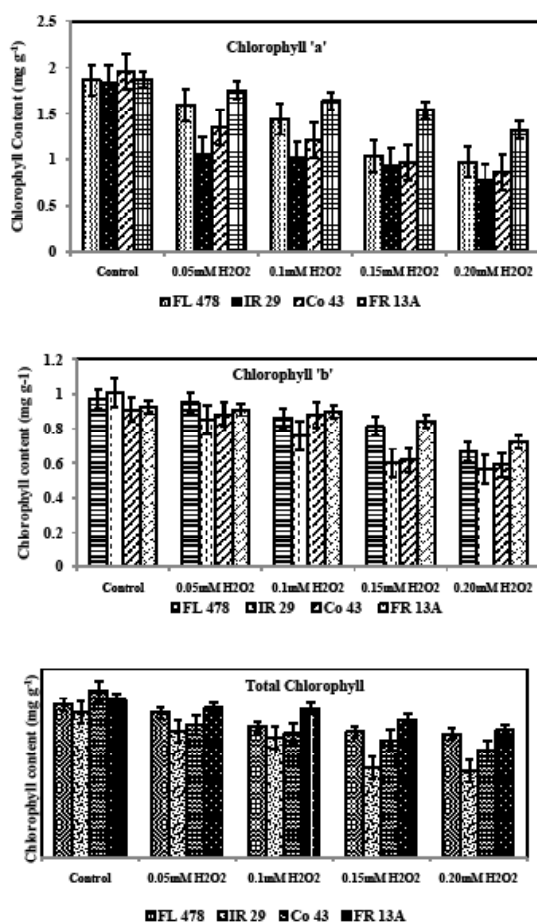 Chlorophyll 'a'
Chlorophyll Content (mg g-1)
2.5
2
1.5
1
0.5
0
Control 0.05mM H2O2 0.1mM H2O2 0.15mM H2O2 0.20mM H2O2
FL 478 IR 29 Co 43 FR 13A
Chlorophyll 'b'
Chlorophyll content (mg g-1)
1.2
1
0.8
0.6
0.4
0.2
0
Control 0.05mM H2O2 0.1mM H2O2 0.15mM H2O2 0.20mM H2O2
FL 478 IR 29 Co 43 FR 13A
Total Chlorophyll
Chlorophyll content (mg g-1)
Control 0.05mM H2O2 0.1mM H2O2 0.15mM H2O2 0.20mM H2O2
FL 478 IR 29 Co 43 FR 13A